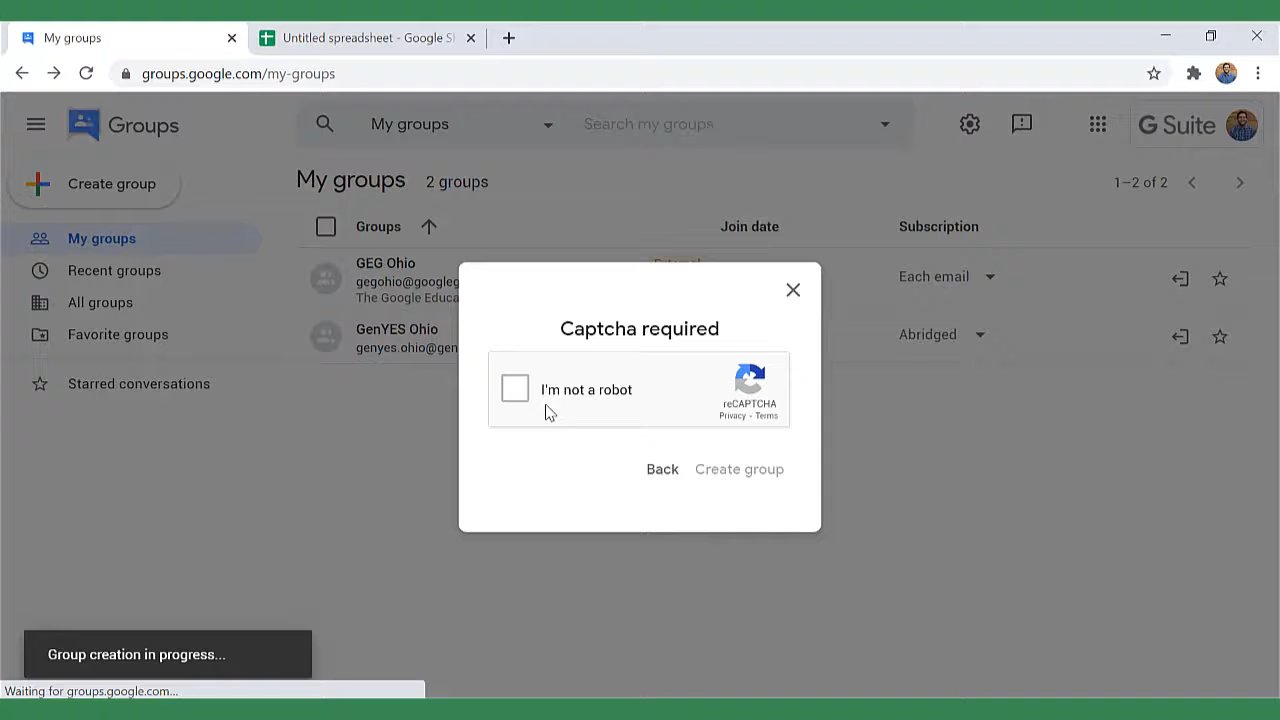 My groups
Untitled spreadsheet - Google S
groups.google.com/my-groups
Groups
My groups
Search my groups
G Suite
Create group
My groups 2 groups
1–2 of 2
My groups
Recent groups
All groups
Favorite groups
Starred conversations
Groups
Join date
Subscription
GEG Ohio
External
gegohio@googleg
The Google Educa
Each email
GenYES Ohio
genyes.ohio@gen
Abridged
Captcha required
I'm not a robot
reCAPTCHA
Privacy - Terms
Back
Create group
Group creation in progress...
Waiting for groups.google.com...